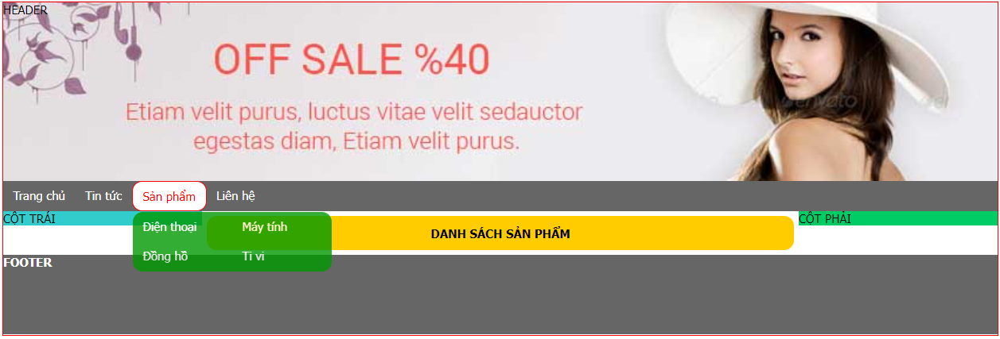 HEADER
OFF SALE %40
Etiam velit purus, luctus vitae velit sedauctor
egestas diam, Etiam velit purus.
envato
Trang chủ Tin tức Sản phẩm Liên hệ
CỘT TRÁI
Điện thoại Máy tính
Đồng hồ Ti vi
DANH SÁCH SẢN PHẨM
CỘT PHẢI
FOOTER